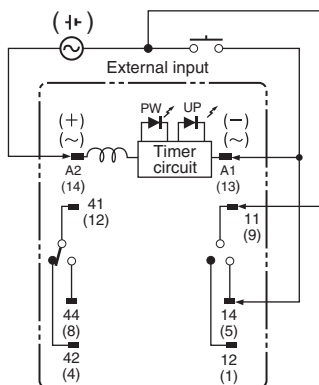 External input
PW UP
(+) (−)
(~) (~)
Timer
circuit
A2 A1
(14) (13)
41 11
(12) (9)
44 14
(8) (5)
42 12
(4) (1)